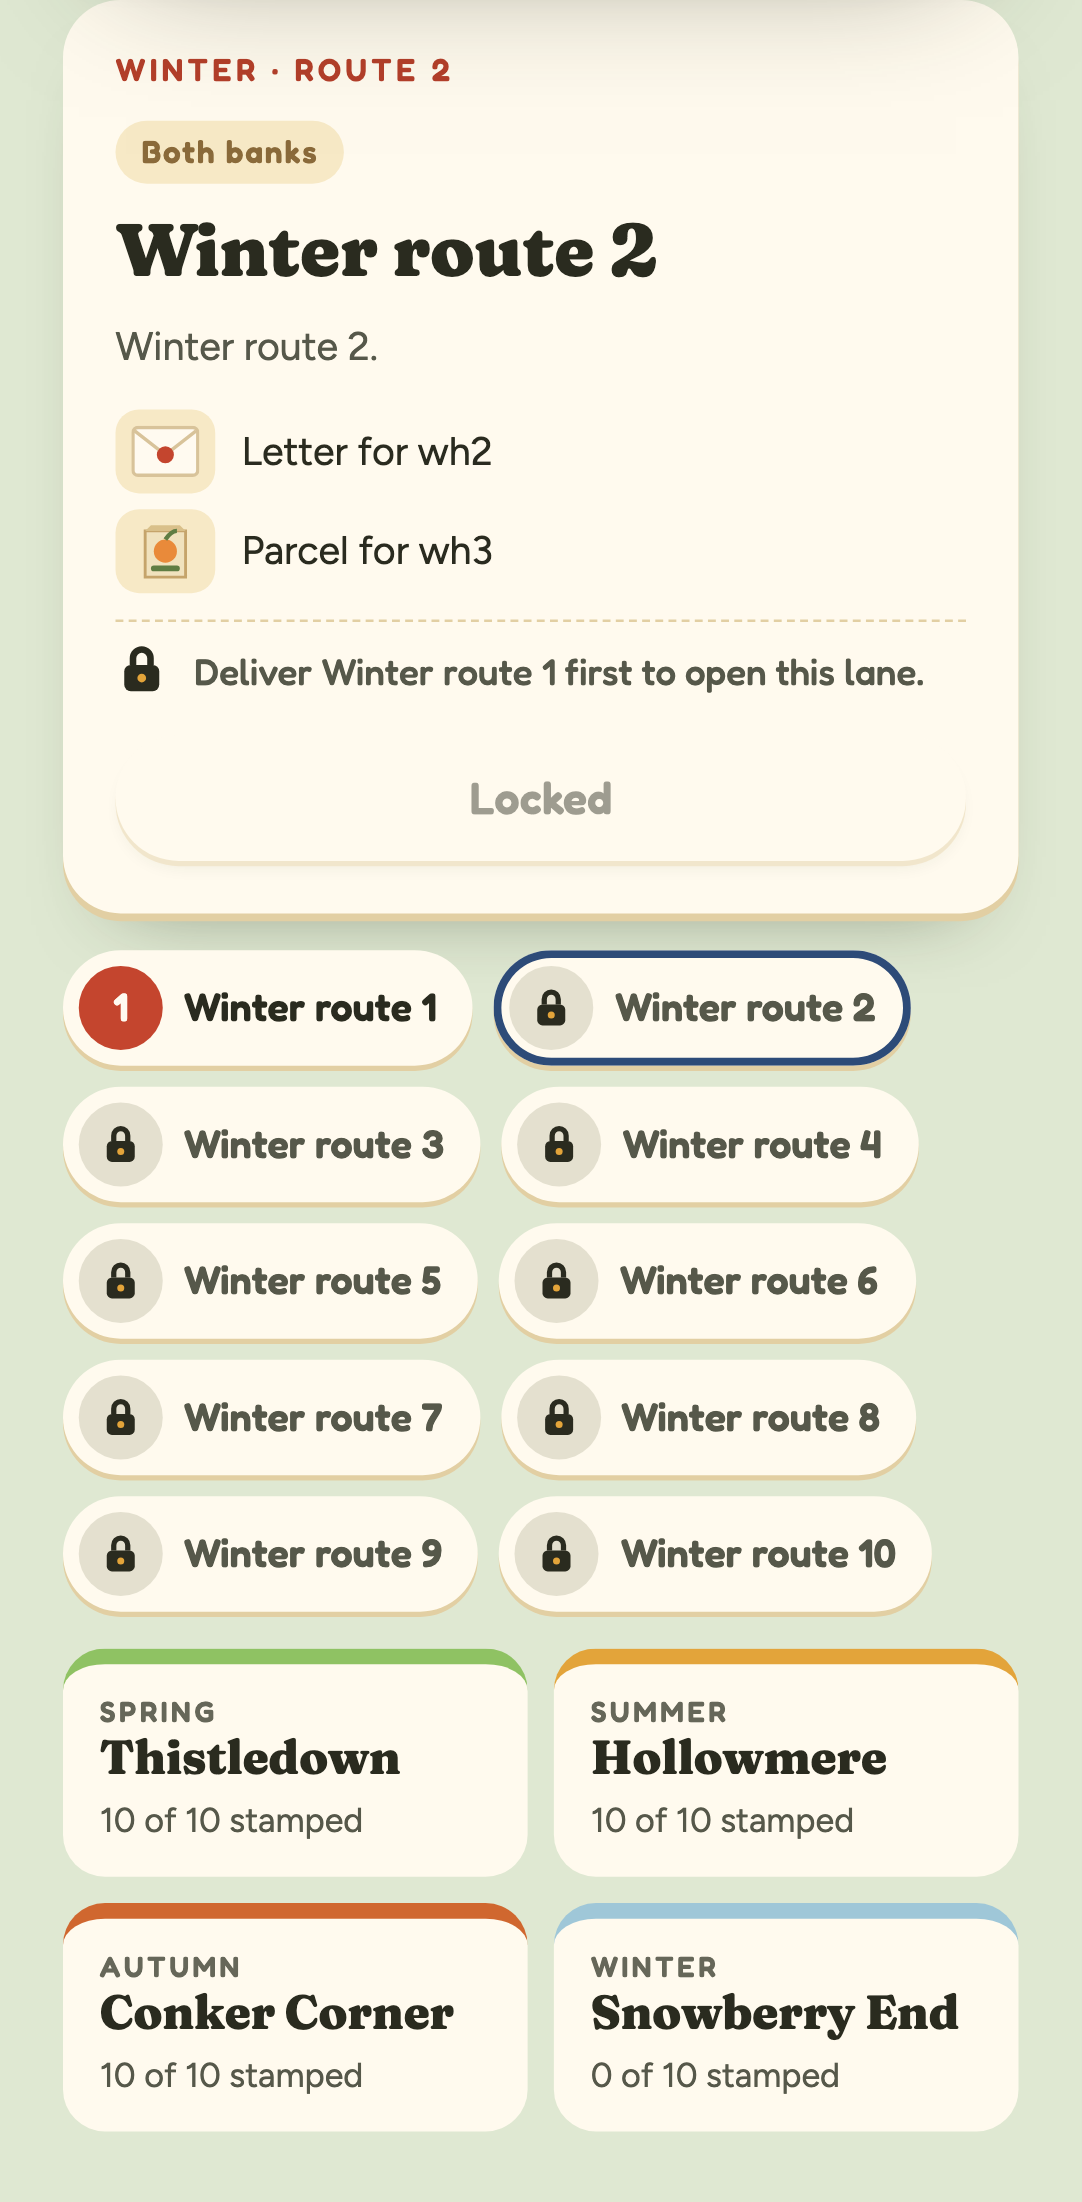 WINTER · ROUTE 2
Both banks
Winter route 2
Winter route 2.
Letter for wh2
Parcel for wh3
Deliver Winter route 1 first to open this lane.
Locked
1 Winter route 1
Winter route 2
Winter route 3
Winter route 4
Winter route 5
Winter route 6
Winter route 7
Winter route 8
Winter route 9
Winter route 10
SPRING
Thistledown
10 of 10 stamped
SUMMER
Hollowmere
10 of 10 stamped
AUTUMN
Conker Corner
10 of 10 stamped
WINTER
Snowberry End
0 of 10 stamped